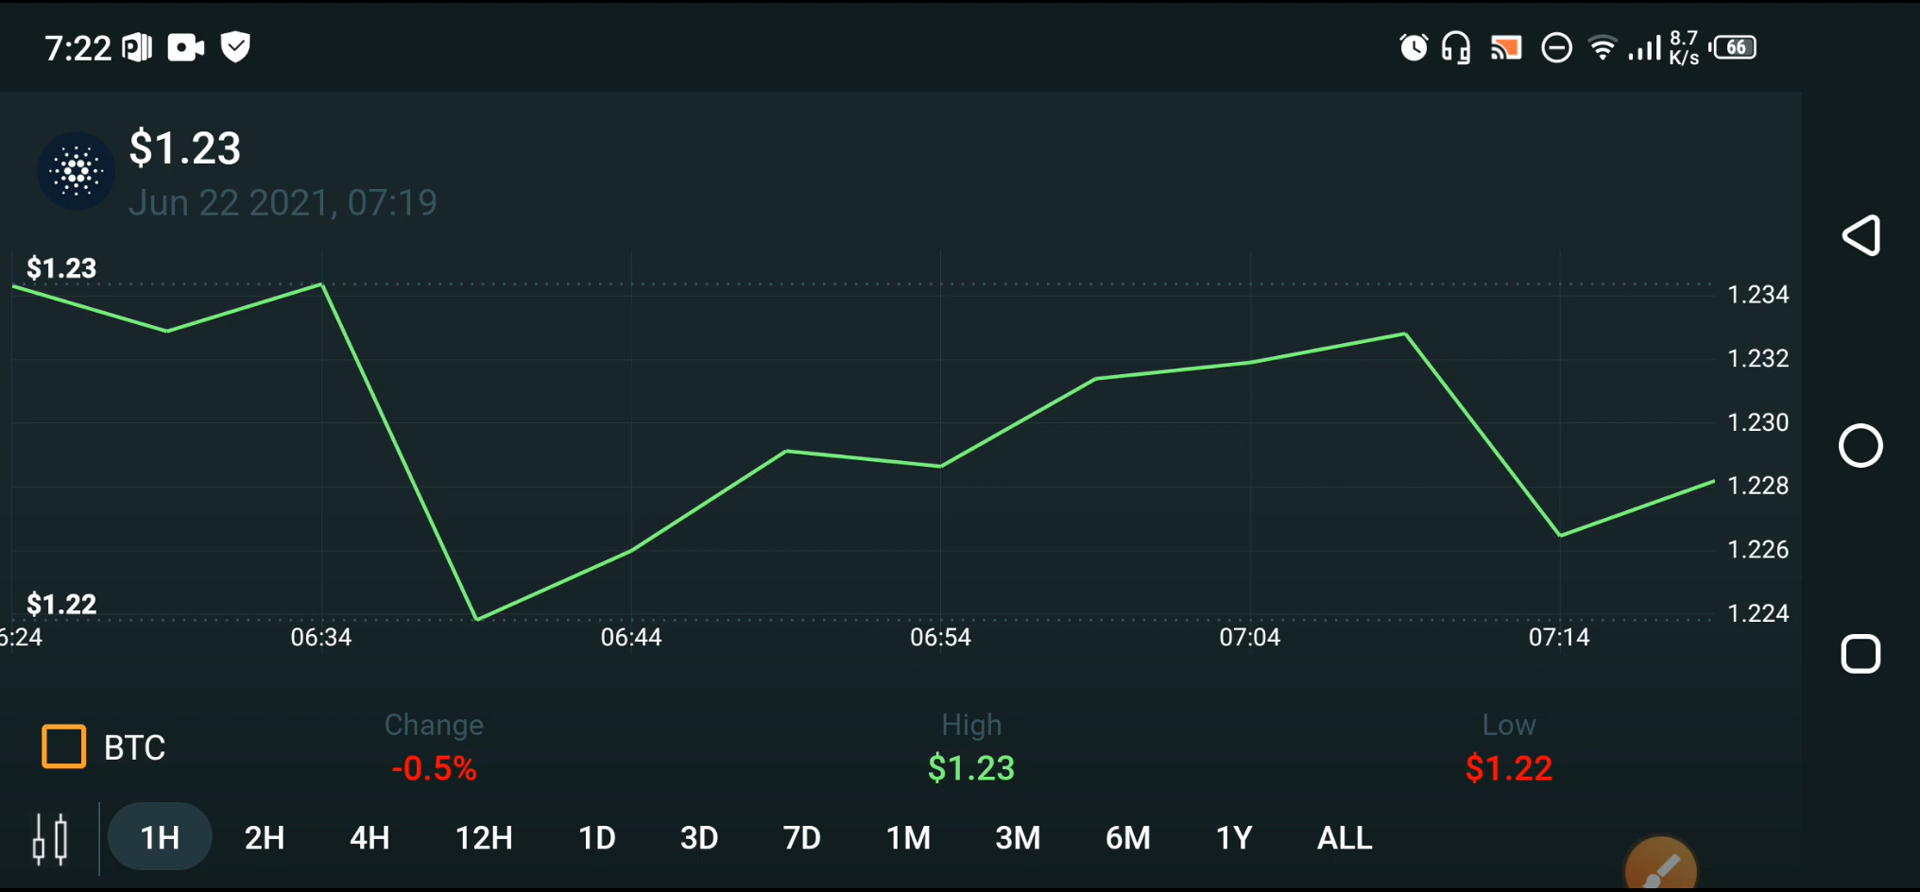 7:22
8.7
K/s
66
$1.23
Jun 22 2021, 07:19
$1.23
1.234
1.232
1.230
1.228
1.226
$1.22
1.224
6:24 06:34 06:44 06:54 07:04 07:14
BTC
Change High Low
-0.5% $1.23 $1.22
1H 2H 4H 12H 1D 3D 7D 1M 3M 6M 1Y ALL